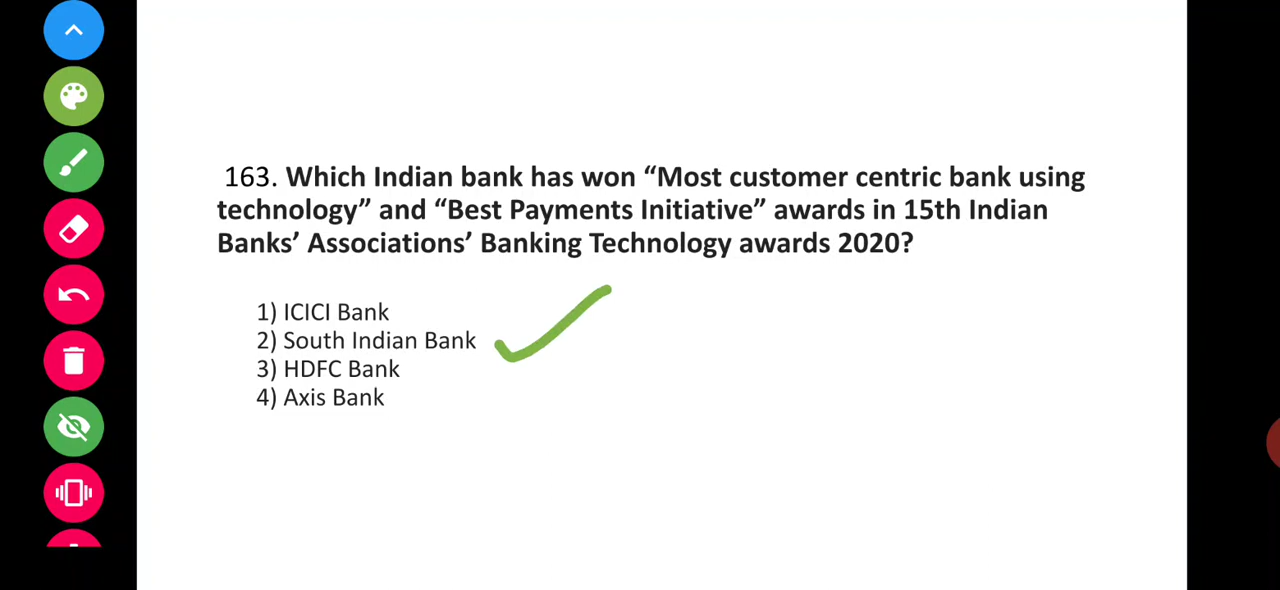 163. Which Indian bank has won “Most customer centric bank using
technology” and “Best Payments Initiative” awards in 15th Indian
Banks’ Associations’ Banking Technology awards 2020?
1) ICICI Bank
2) South Indian Bank
3) HDFC Bank
4) Axis Bank